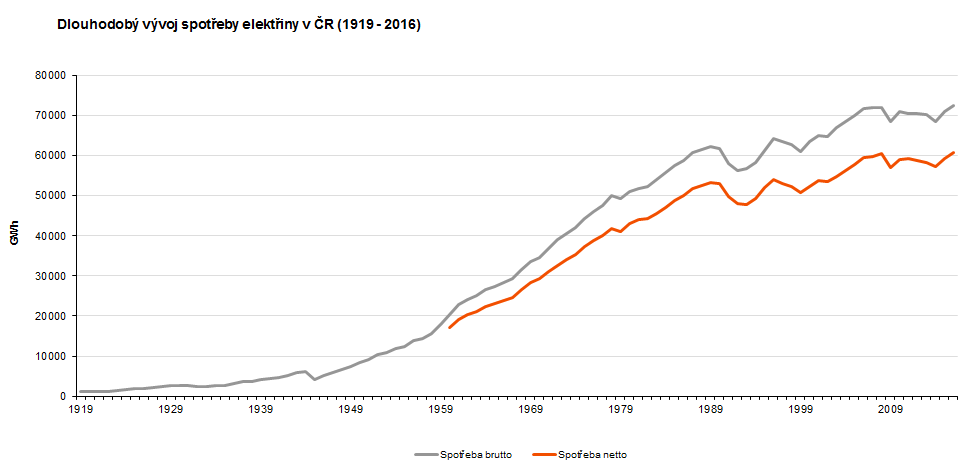 Dlouhodobý vývoj spotřeby elektřiny v ČR (1919 - 2016)
80000
70000
60000
50000
40000
30000
20000
10000
0
GWh
1919 1929 1939 1949 1959 1969 1979 1989 1999 2009
Spotřeba brutto Spotřeba netto